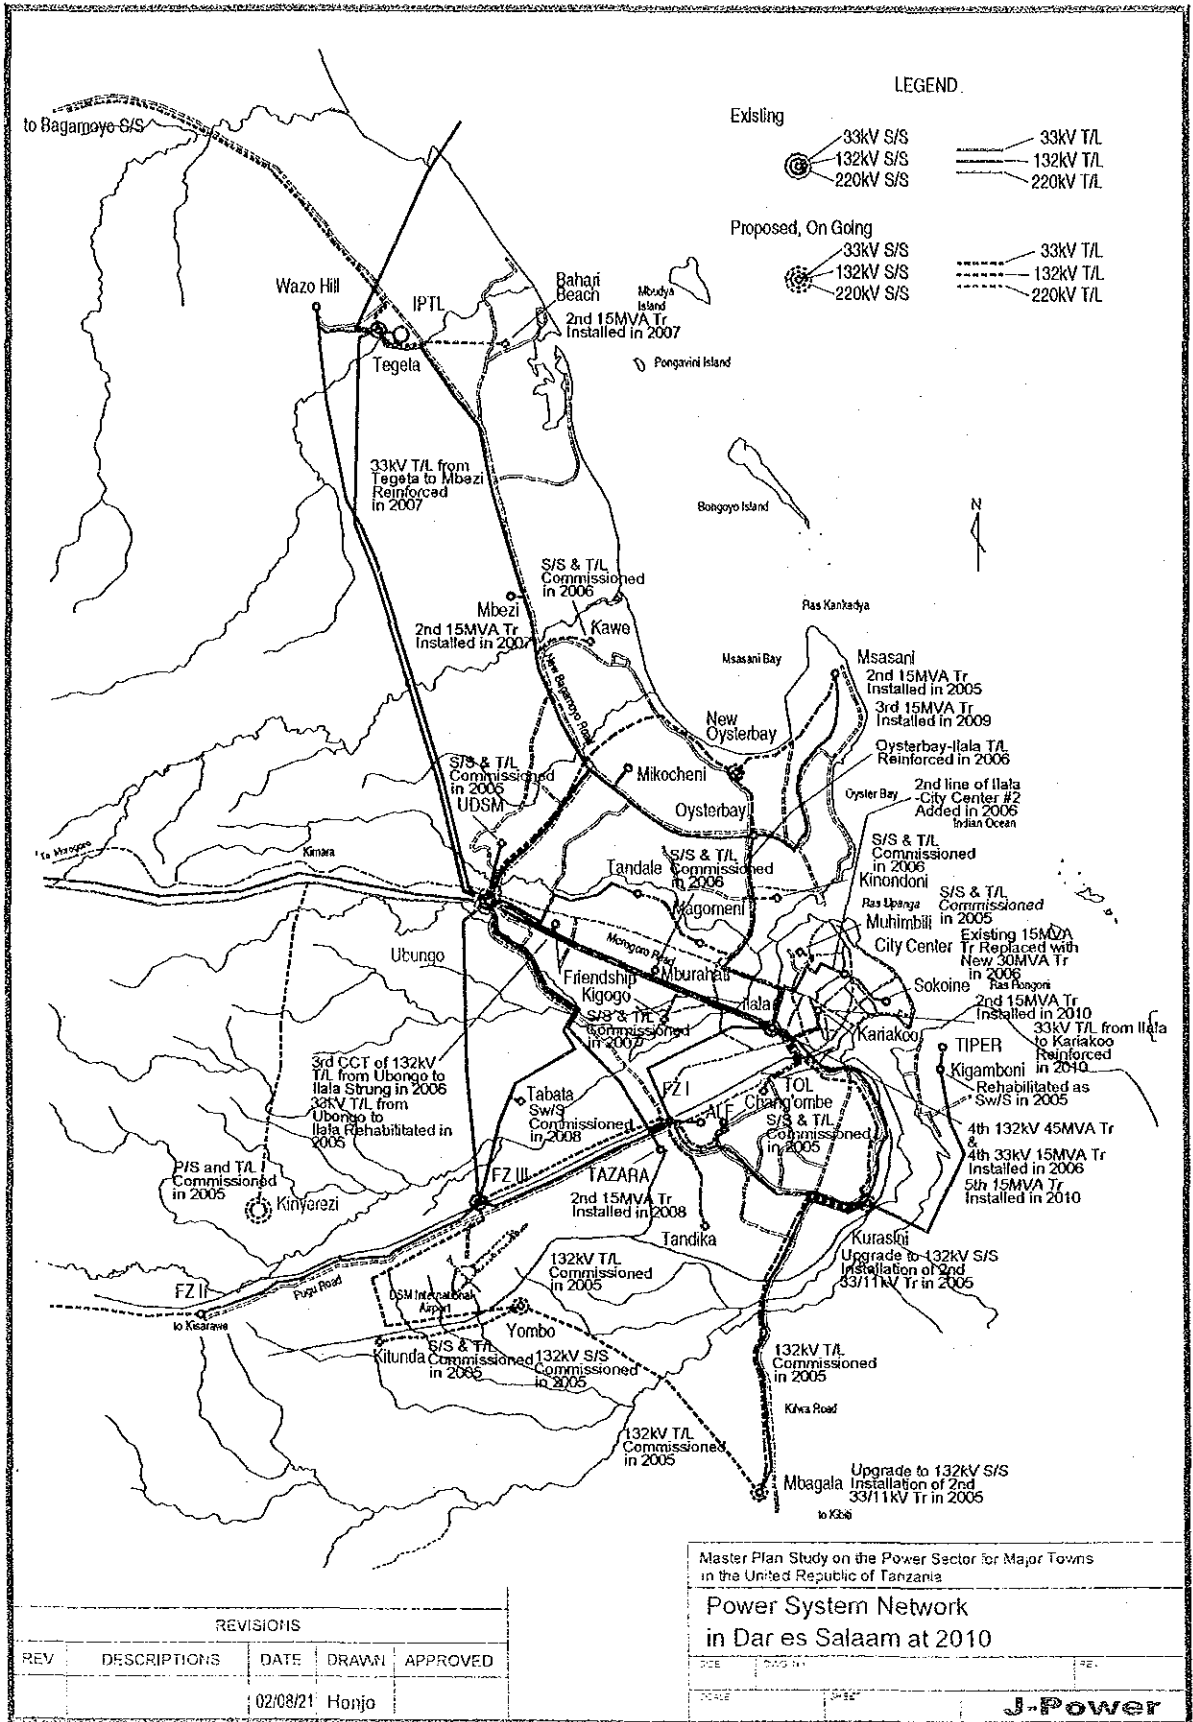 LEGEND.
Existing
33kV S/S
132kV S/S
220kV S/S
33kV T/L
132kV T/L
220kV T/L
Proposed, On Going
33kV S/S
132kV S/S
220kV S/S
33kV T/L
132kV T/L
220kV T/L
to Bagamoyo S/S
Wazo Hill
IPTL
Tegeta
Bahari
Beach
2nd 15MVA Tr
Installed in 2007
Mbudya
Island
Pongavini Island
33kV T/L from
Tegeta to Mbezi
Reinforced
in 2007
Bongoyo Island
N
S/S & T/L
Commissioned
in 2006
Mbezi
2nd 15MVA Tr
Installed in 2007
Kawe
New Bagamoyo Road
Ras Kankadya
Msasani Bay
Msasani
2nd 15MVA Tr
Installed in 2005
3rd 15MVA Tr
Installed in 2009
New
Oysterbay
Oysterbay-Ilala T/L
Reinforced in 2006
S/S & T/L
Commissioned
in 2005
UDSM
Mikocheni
Oysterbay
Oyster Bay
2nd line of Ilala
-City Center #2
Added in 2006
Indian Ocean
To Morogoro
Kimara
Tandale
S/S & T/L
Commissioned
in 2006
Magomeni
S/S & T/L
Commissioned
in 2006
Kinondoni
Ras Upanga
Muhimbili
S/S & T/L
Commissioned
in 2005
City Center
Existing 15MVA
Tr Replaced with
New 30MVA Tr
in 2006
Ubungo
Morogoro Road
Friendship
Mburahati
Kigogo
S/S & T/L
Commissioned
in 2007
Ilala
Sokoine
Ras Rongoni
2nd 15MVA Tr
Installed in 2010
Kariakoo
33kV T/L from Ilala
to Kariakoo
Reinforced
in 2010
TIPER
Kigamboni
Rehabilitated as
Sw/S in 2005
3rd CCT of 132kV
T/L from Ubongo to
Ilala Strung in 2006
33kV T/L from
Ubongo to
Ilala Rehabilitated in
2005
Tabata
Sw/S
Commissioned
in 2008
FZ I
ALF
TOL
Chang'ombe
S/S & T/L
Commissioned
in 2005
4th 132kV 45MVA Tr
&
4th 33kV 15MVA Tr
Installed in 2006
5th 15MVA Tr
Installed in 2010
P/S and T/L
Commissioned
in 2005
Kinyerezi
FZ III
TAZARA
2nd 15MVA Tr
Installed in 2008
Tandika
Kurasini
Upgrade to 132kV S/S
Installation of 2nd
33/11kV Tr in 2005
FZ II
to Kisarawe
Pugu Road
DSM International
Airport
132kV T/L
Commissioned
in 2005
Yombo
Kitunda
S/S & T/L
Commissioned
in 2005
132kV S/S
Commissioned
in 2005
132kV T/L
Commissioned
in 2005
Kilwa Road
132kV T/L
Commissioned
in 2005
Mbagala
Upgrade to 132kV S/S
Installation of 2nd
33/11kV Tr in 2005
to Kibiti
Master Plan Study on the Power Sector for Major Towns
in the United Republic of Tanzania
Power System Network
in Dar es Salaam at 2010
REVISIONS
REV DESCRIPTIONS DATE DRAWN APPROVED
02/08/21 Honjo
SCALE SHEET
J-Power